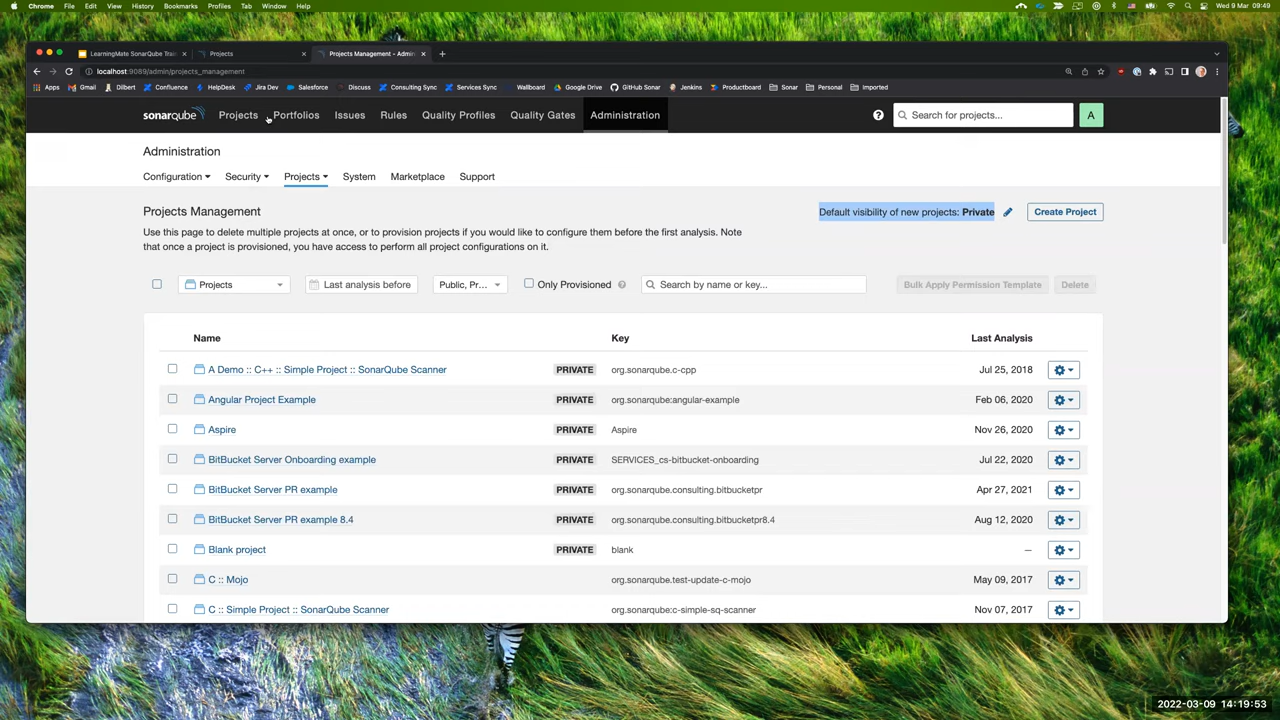 Chrome File Edit View History Bookmarks Profiles Tab Window Help Wed 9 Mar 09:49
LearningMate SonarQube Train Projects Projects Management - Admin
localhost:9089/admin/projects_management
Apps Gmail Dilbert Confluence HelpDesk Jira Dev Salesforce Discuss Consulting Sync Services Sync Wallboard Google Drive GitHub Sonar Jenkins Productboard Sonar Personal Imported
sonarqube Projects Portfolios Issues Rules Quality Profiles Quality Gates Administration ? Search for projects... A
Administration
Configuration Security Projects System Marketplace Support
Projects Management Default visibility of new projects: Private Create Project
Use this page to delete multiple projects at once, or to provision projects if you would like to configure them before the first analysis. Note
that once a project is provisioned, you have access to perform all project configurations on it.
Projects Last analysis before Public, Pr... Only Provisioned ? Search by name or key... Bulk Apply Permission Template Delete
Name Key Last Analysis
A Demo :: C++ :: Simple Project :: SonarQube Scanner PRIVATE org.sonarqube.c-cpp Jul 25, 2018
Angular Project Example PRIVATE org.sonarqube:angular-example Feb 06, 2020
Aspire PRIVATE Aspire Nov 26, 2020
BitBucket Server Onboarding example PRIVATE SERVICES_cs-bitbucket-onboarding Jul 22, 2020
BitBucket Server PR example PRIVATE org.sonarqube.consulting.bitbucketpr Apr 27, 2021
BitBucket Server PR example 8.4 PRIVATE org.sonarqube.consulting.bitbucketpr8.4 Aug 12, 2020
Blank project PRIVATE blank —
C :: Mojo org.sonarqube.test-update-c-mojo May 09, 2017
C :: Simple Project :: SonarQube Scanner org.sonarqube:c-simple-sq-scanner Nov 07, 2017
2022-03-09 14:19:53